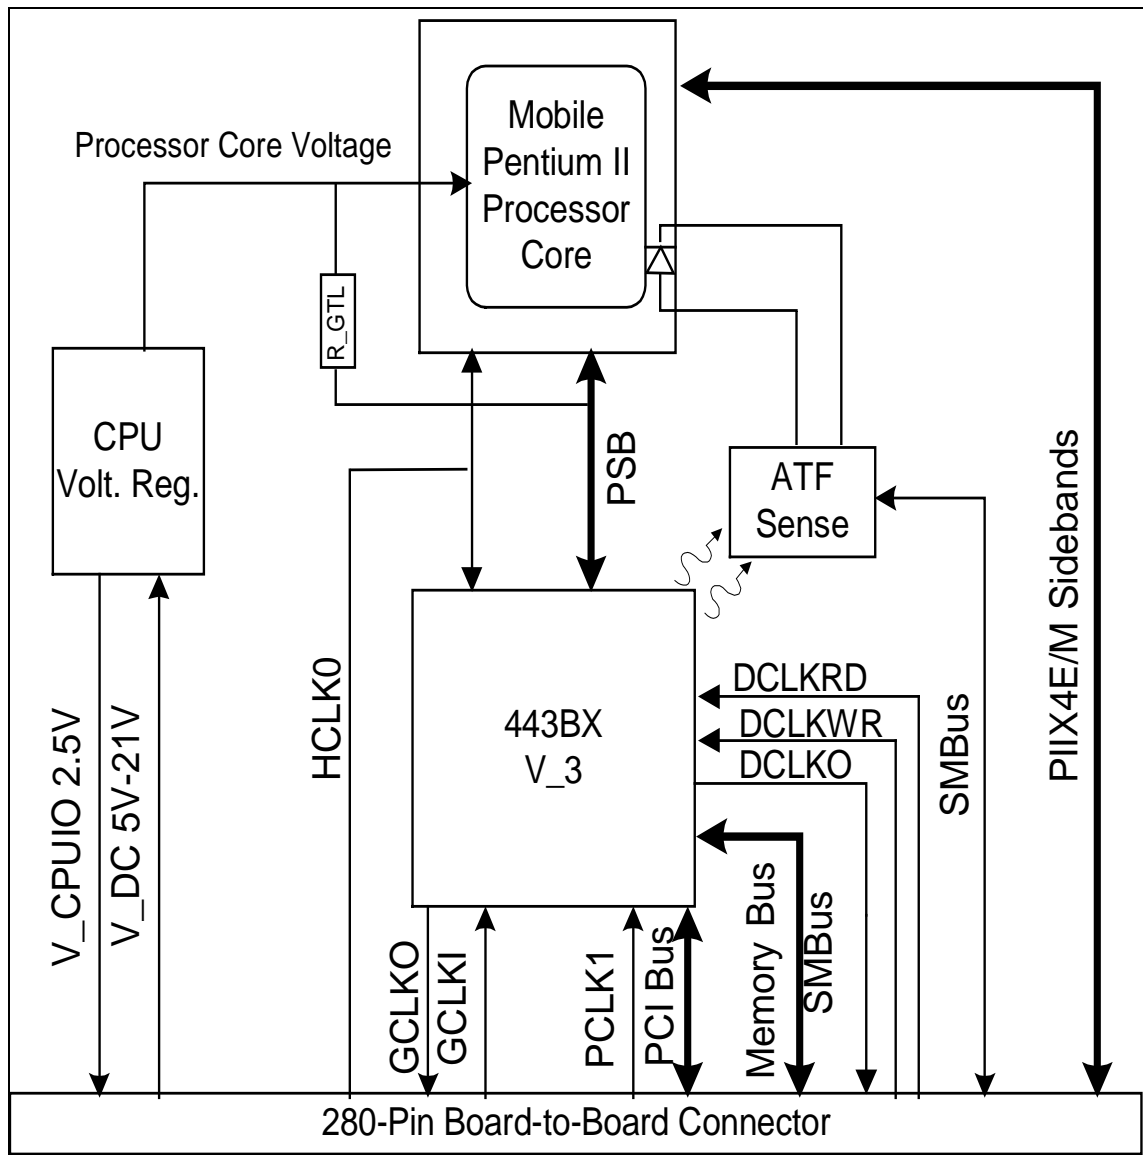 Mobile
Pentium II
Processor
Core
Processor Core Voltage
R_GTL
CPU
Volt. Reg.
PSB
ATF
Sense
PIIX4E/M Sidebands
HCLK0
443BX
V_3
DCLKRD
DCLKWR
DCLKO
SMBus
V_CPUIO 2.5V
V_DC 5V-21V
GCLKO
GCLKI
PCLK1
PCI Bus
Memory Bus
SMBus
280-Pin Board-to-Board Connector